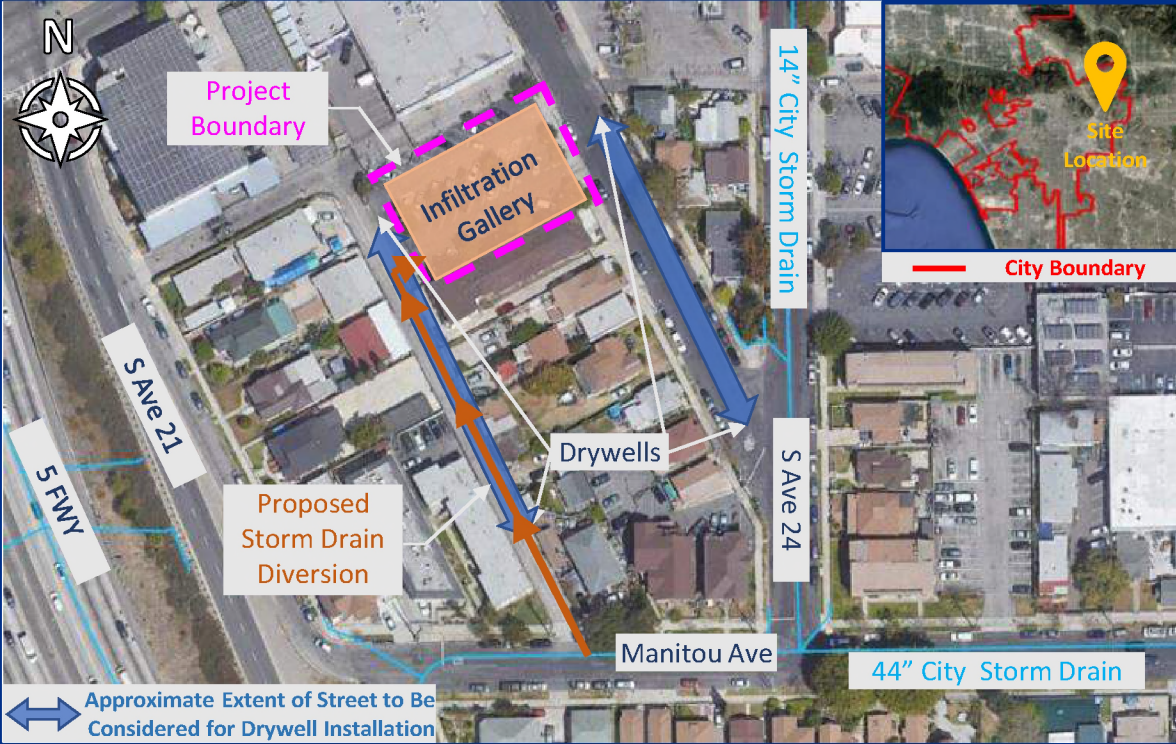 N
Project
Boundary
Infiltration
Gallery
14” City Storm Drain
Site
Location
City Boundary
S Ave 21
5 FWY
Drywells
Proposed
Storm Drain
Diversion
S Ave 24
Manitou Ave
44” City Storm Drain
Approximate Extent of Street to Be
Considered for Drywell Installation